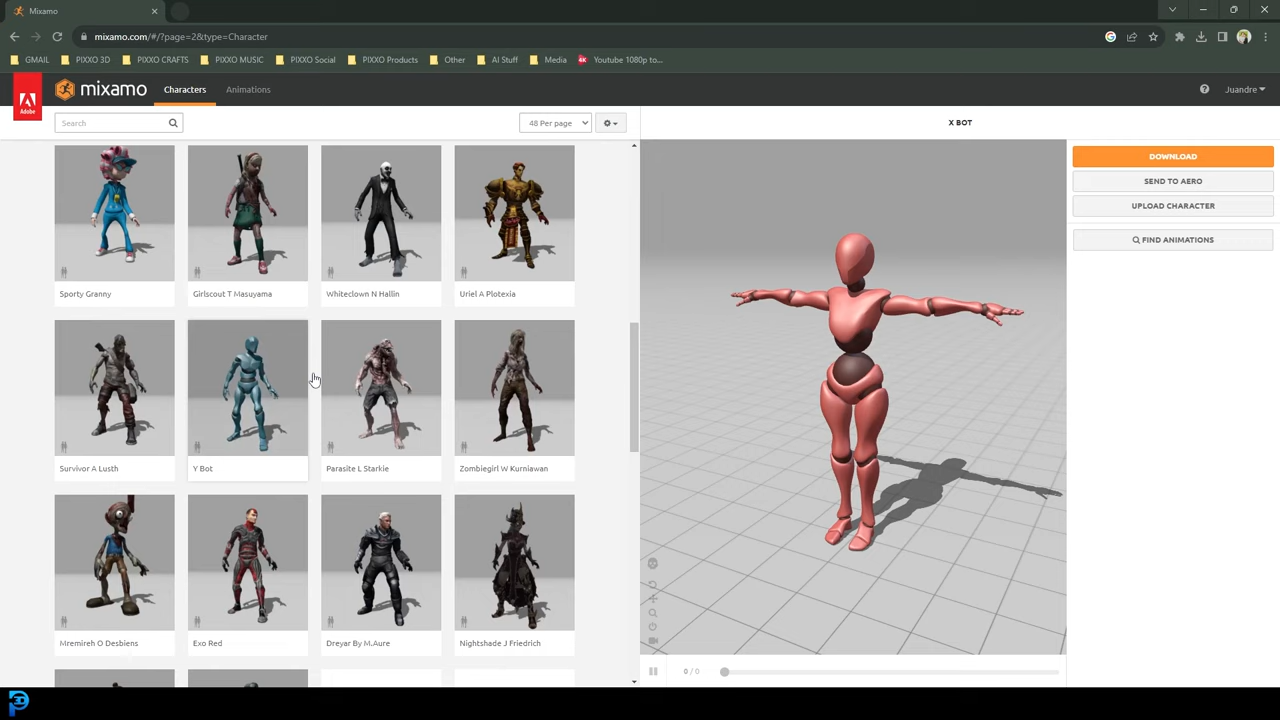 Mixamo
mixamo.com/#/?page=2&type=Character
GMAIL PIXXO 3D PIXXO CRAFTS PIXXO MUSIC PIXXO Social PIXXO Products Other AI Stuff Media 4K Youtube 1080p to...
Adobe
mixamo Characters Animations Juandre
Search 48 Per page X BOT
DOWNLOAD
SEND TO AERO
UPLOAD CHARACTER
FIND ANIMATIONS
Sporty Granny Girlscout T Masuyama Whiteclown N Hallin Uriel A Plotexia
Survivor A Lusth Y Bot Parasite L Starkie Zombiegirl W Kurniawan
Mremireh O Desbiens Exo Red Dreyar By M.Aure Nightshade J Friedrich
0 / 0